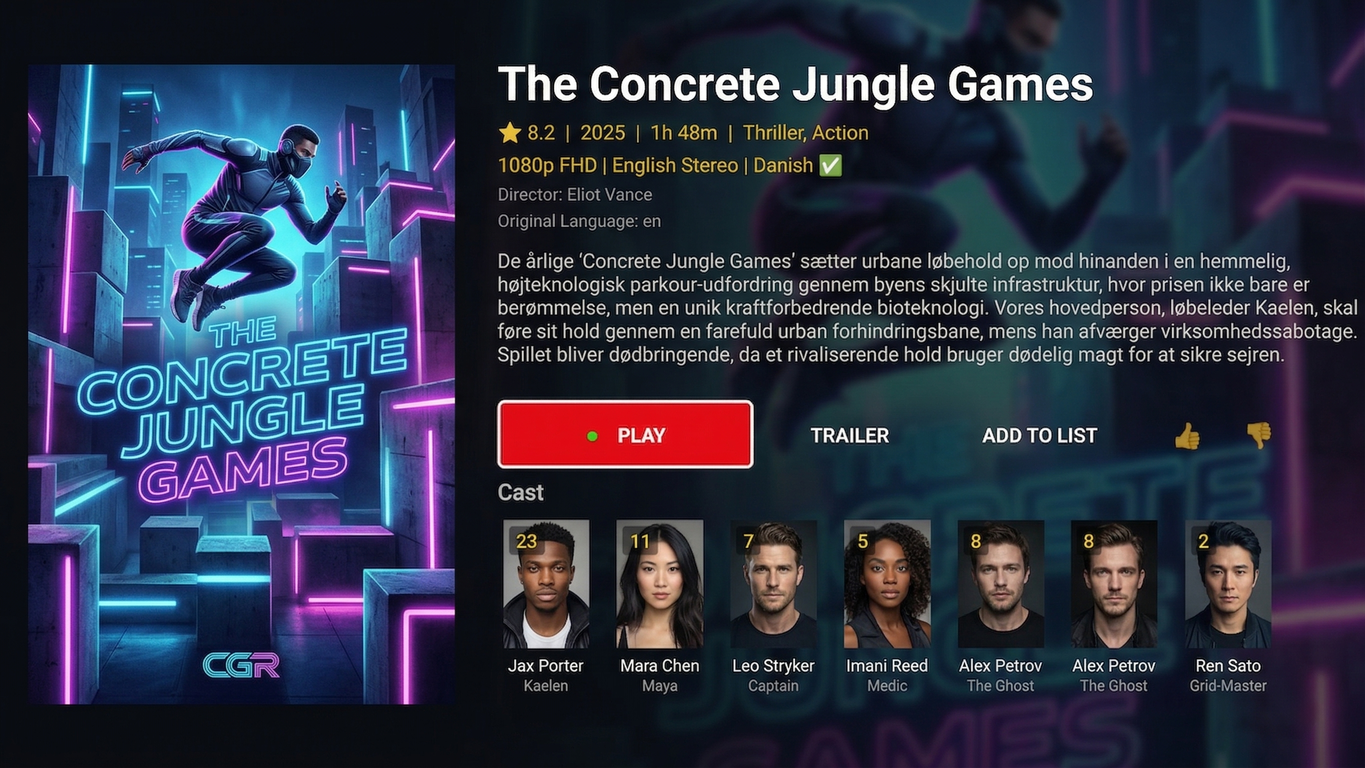 THE
CONCRETE
JUNGLE
GAMES
CGR
The Concrete Jungle Games
⭐ 8.2 | 2025 | 1h 48m | Thriller, Action
1080p FHD | English Stereo | Danish ✅
Director: Eliot Vance
Original Language: en
De årlige ‘Concrete Jungle Games’ sætter urbane løbehold op mod hinanden i en hemmelig,
højteknologisk parkour-udfordring gennem byens skjulte infrastruktur, hvor prisen ikke bare er
berømmelse, men en unik kraftforbedrende bioteknologi. Vores hovedperson, løbeleder Kaelen, skal
føre sit hold gennem en farefuld urban forhindringsbane, mens han afværger virksomhedssabotage.
Spillet bliver dødbringende, da et rivaliserende hold bruger dødelig magt for at sikre sejren.
PLAY
TRAILER
ADD TO LIST
Cast
23
11
7
5
8
8
2
Jax Porter
Kaelen
Mara Chen
Maya
Leo Stryker
Captain
Imani Reed
Medic
Alex Petrov
The Ghost
Alex Petrov
The Ghost
Ren Sato
Grid-Master
THE
GAMES